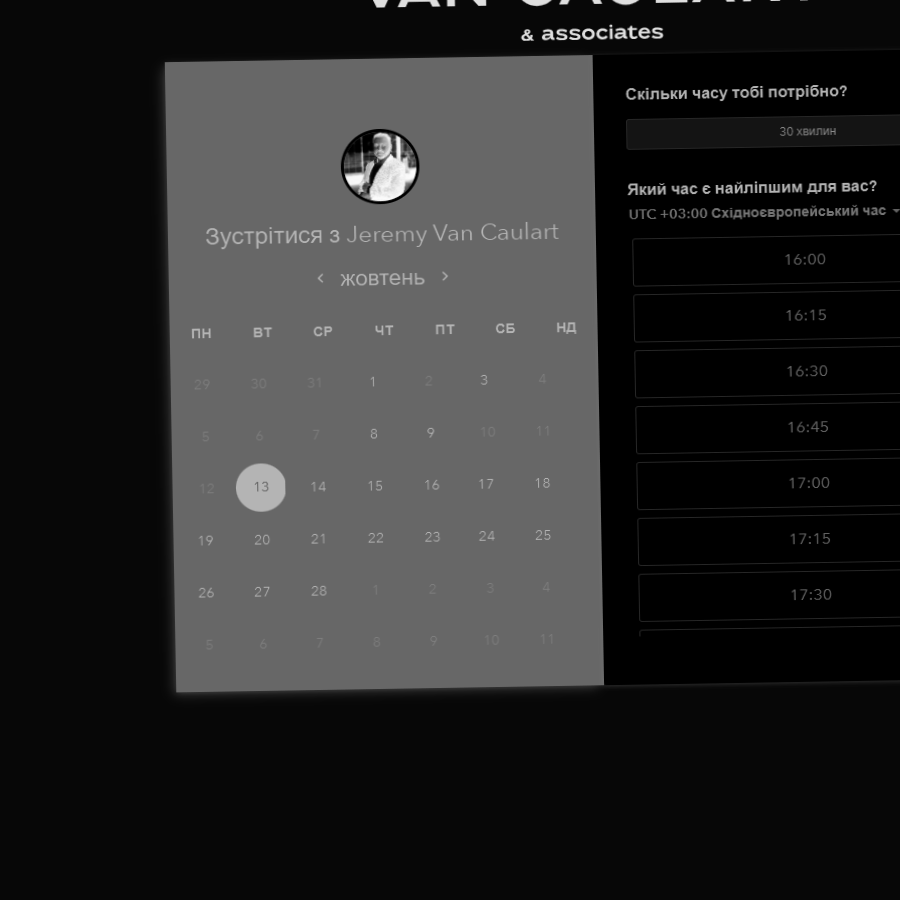 & associates
Зустрітися з Jeremy Van Caulart
жовтень
ПН ВТ СР ЧТ ПТ СБ НД
29 30 31 1 2 3 4
5 6 7 8 9 10 11
12 13 14 15 16 17 18
19 20 21 22 23 24 25
26 27 28 1 2 3 4
5 6 7 8 9 10 11
Скільки часу тобі потрібно?
30 хвилин
Який час є найліпшим для вас?
UTC +03:00 Східноєвропейський час
16:00
16:15
16:30
16:45
17:00
17:15
17:30